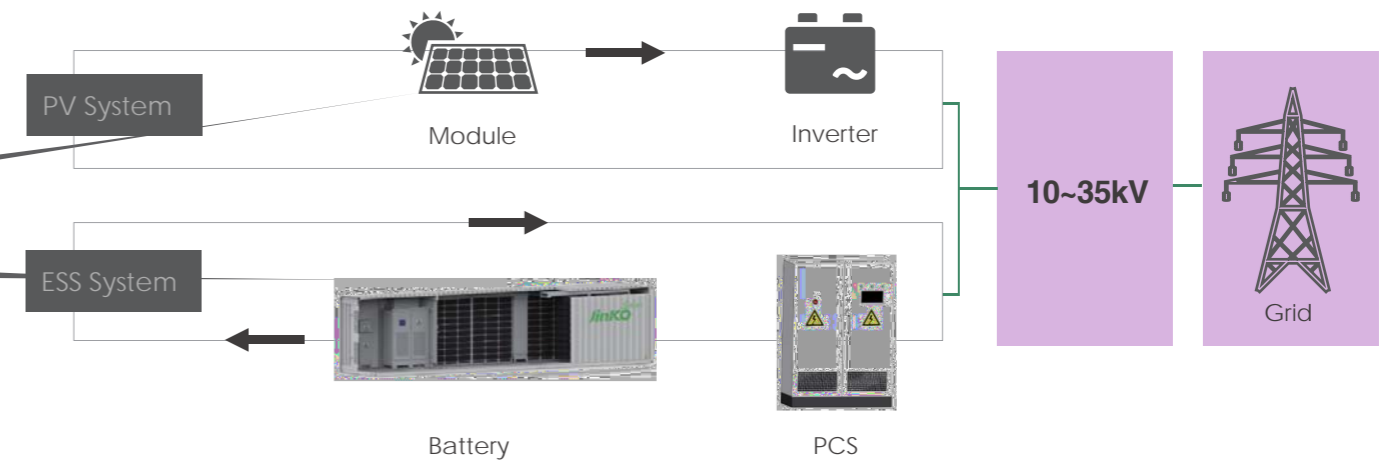 PV System
Module
Inverter
10~35kV
ESS System
JinKO
Grid
Battery
PCS